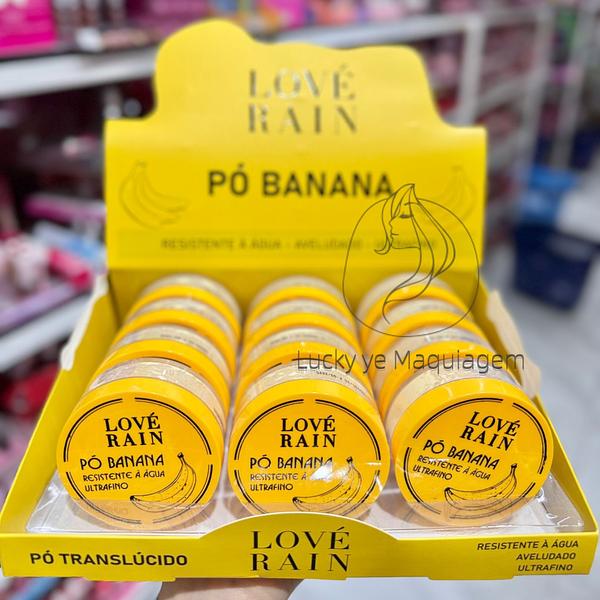 LOVÉ
RAIN
PÓ BANANA
RESISTENTE À ÁGUA - AVELUDADO -
Lucky ye Maquiagem
LOVÉ
RAIN
PÓ BANANA
RESISTENTE À ÁGUA
ULTRAFINO
LOVÉ
RAIN
PÓ BANANA
RESISTENTE À ÁGUA
ULTRAFINO
LOVÉ
RAIN
PÓ BANANA
RESISTENTE À ÁGUA
ULTRAFINO
PÓ TRANSLÚCIDO
LOVÉ
RAIN
RESISTENTE À ÁGUA
AVELUDADO
ULTRAFINO